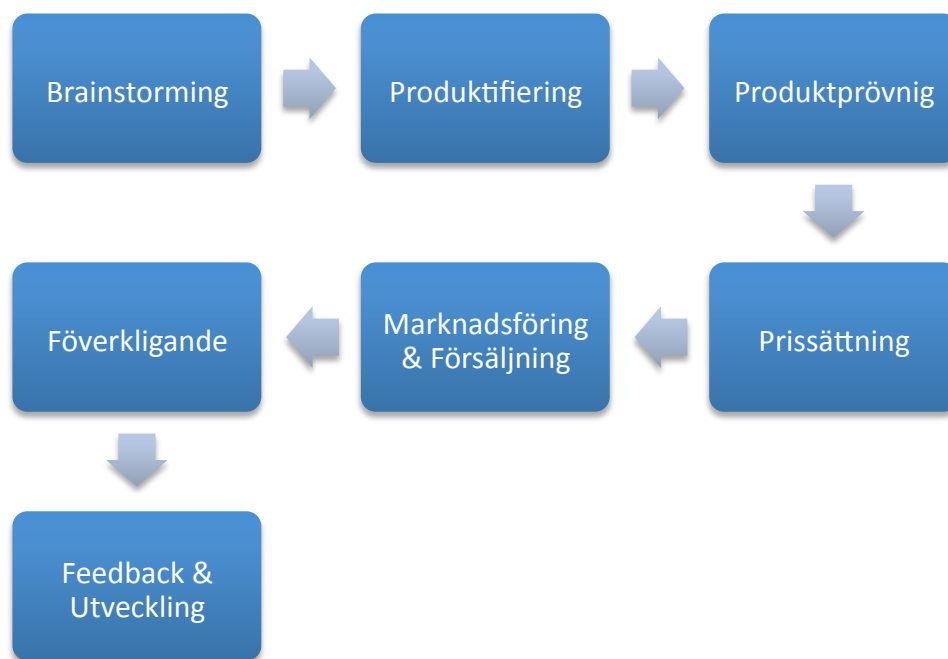 Brainstorming
Produktifiering
Produktprövnig
Prissättning
Marknadsföring
& Försäljning
Föverkligande
Feedback &
Utveckling